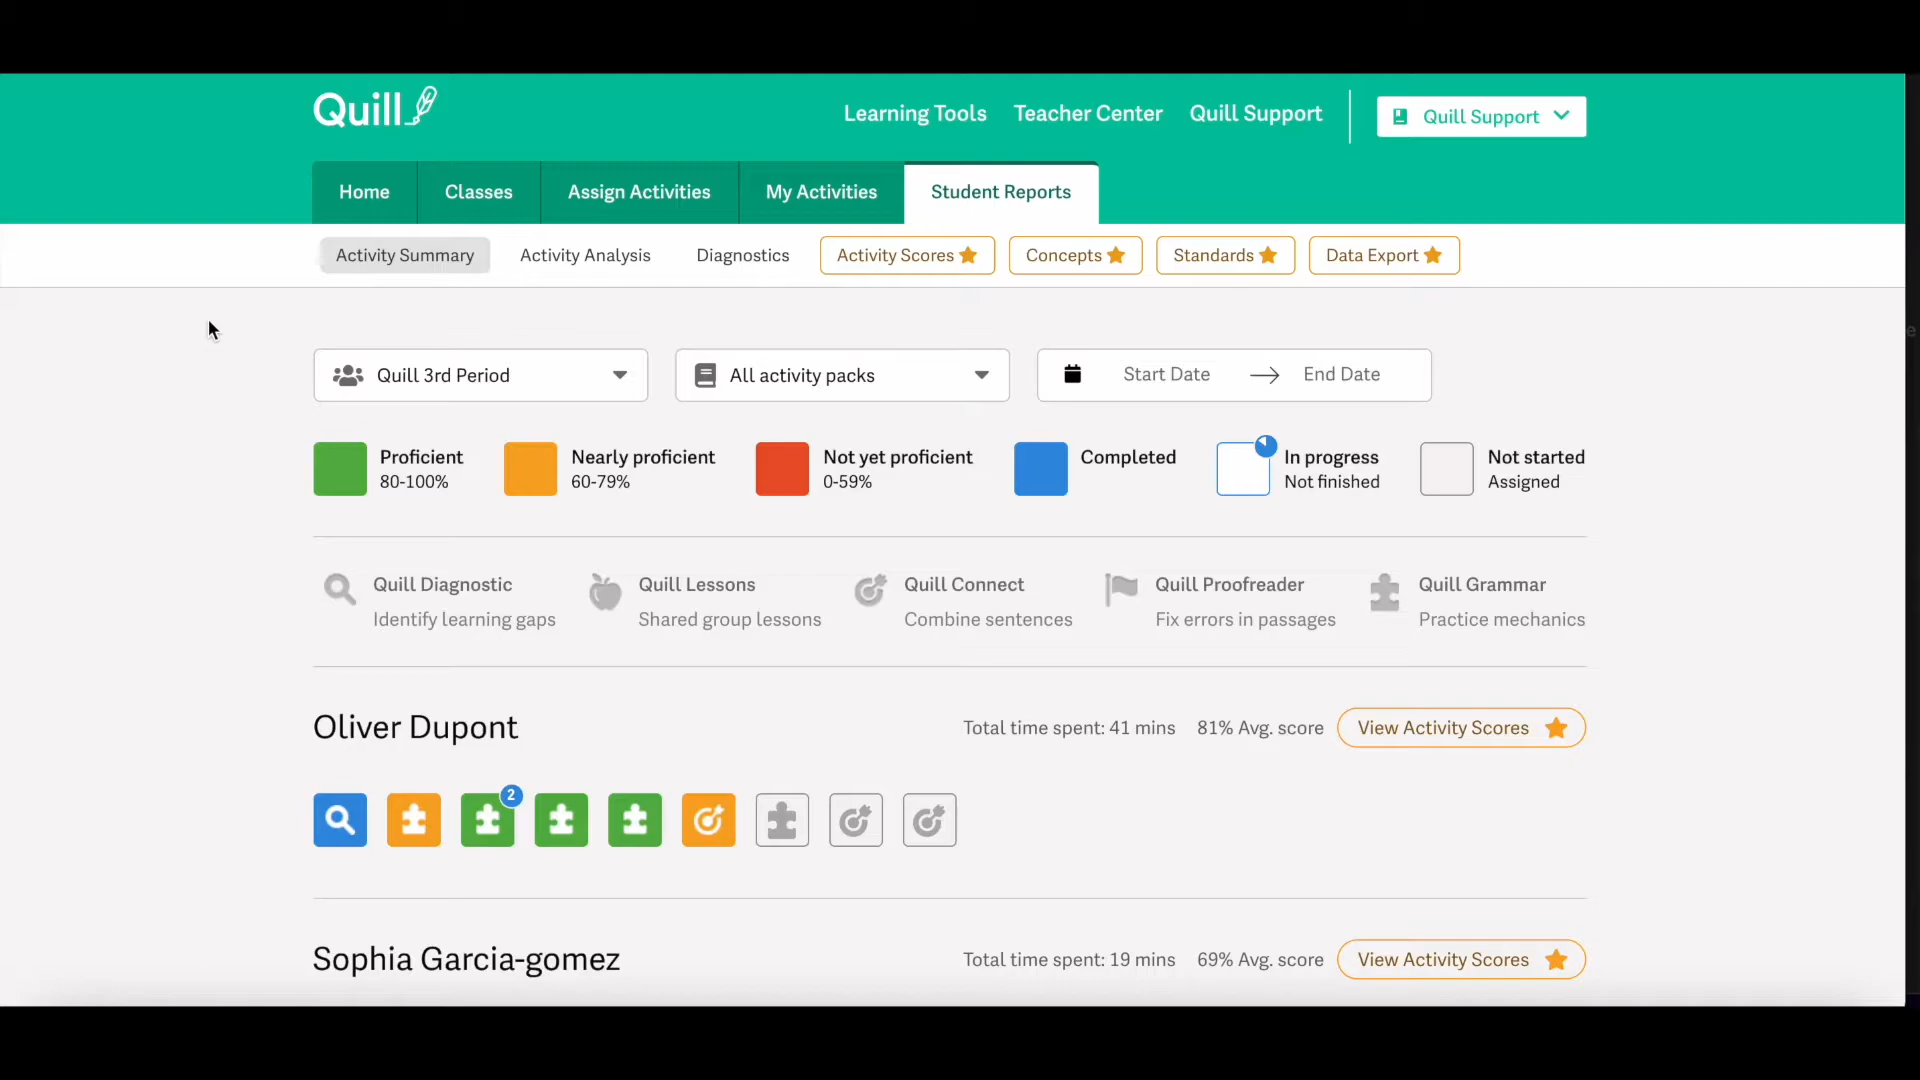 Quill
Learning Tools
Teacher Center
Quill Support
Quill Support
Home
Classes
Assign Activities
My Activities
Student Reports
Activity Summary
Activity Analysis
Diagnostics
Activity Scores
Concepts
Standards
Data Export
Quill 3rd Period
All activity packs
Start Date
End Date
Proficient
80-100%
Nearly proficient
60-79%
Not yet proficient
0-59%
Completed
In progress
Not finished
Not started
Assigned
Quill Diagnostic
Identify learning gaps
Quill Lessons
Shared group lessons
Quill Connect
Combine sentences
Quill Proofreader
Fix errors in passages
Quill Grammar
Practice mechanics
Oliver Dupont
Total time spent: 41 mins
81% Avg. score
View Activity Scores
2
Sophia Garcia-gomez
Total time spent: 19 mins
69% Avg. score
View Activity Scores